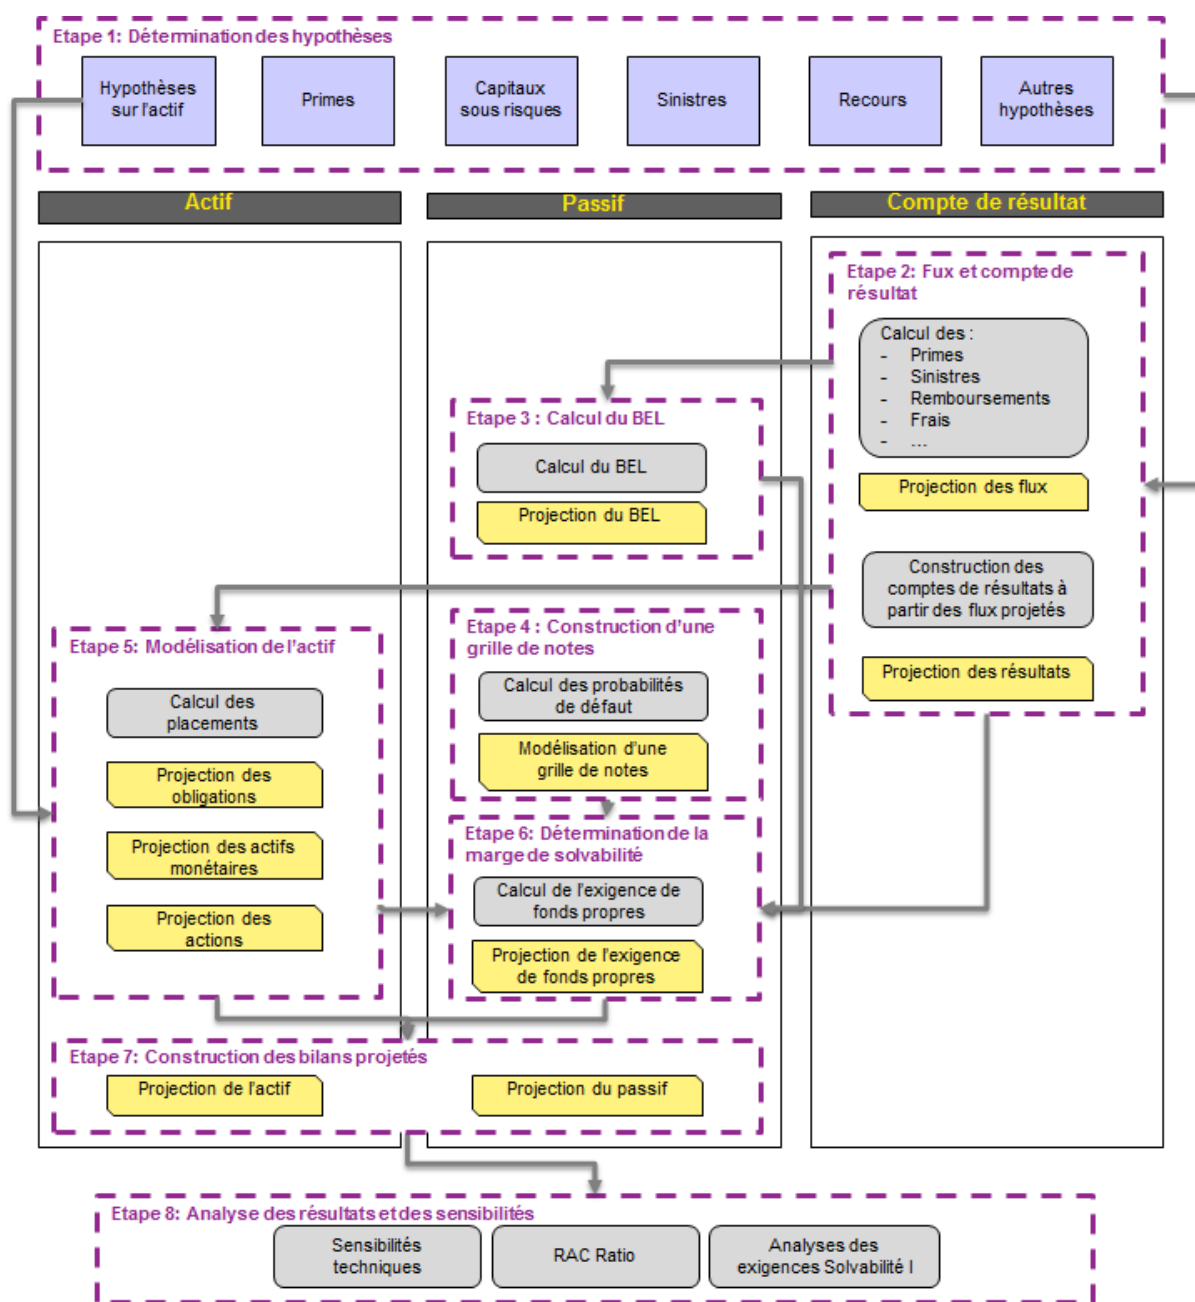 Etape 1: Détermination des hypothèses
Hypothèses
sur l'actif
Primes
Capitaux
sous risques
Sinistres
Recours
Autres
hypothèses
Actif
Passif
Compte de résultat
Etape 2: Fux et compte de
résultat
Calcul des :
- Primes
- Sinistres
- Remboursements
- Frais
- ...
Projection des flux
Construction des
comptes de résultats à
partir des flux projetés
Projection des résultats
Etape 3 : Calcul du BEL
Calcul du BEL
Projection du BEL
Etape 4 : Construction d'une
grille de notes
Calcul des probabilités
de défaut
Modélisation d'une
grille de notes
Etape 5: Modélisation de l'actif
Calcul des
placements
Projection des
obligations
Projection des actifs
monétaires
Projection des
actions
Etape 6: Détermination de la
marge de solvabilité
Calcul de l'exigence de
fonds propres
Projection de l'exigence
de fonds propres
Etape 7: Construction des bilans projetés
Projection de l'actif
Projection du passif
Etape 8: Analyse des résultats et des sensibilités
Sensibilités
techniques
RAC Ratio
Analyses des
exigences Solvabilité I